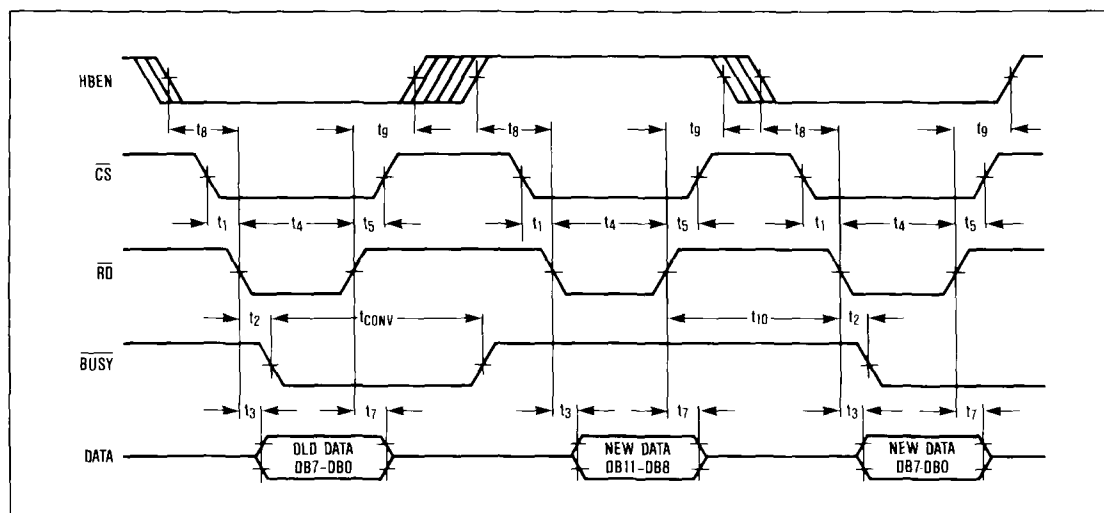 HBEN
t8 t9 t8 t9 t8 t9
CS
t1 t4 t5 t1 t4 t5 t1 t4 t5
RD
t2 tCONV t10 t2
BUSY
t3 t7 t3 t7 t3 t7
DATA
OLD DATA NEW DATA NEW DATA
DB7-DB0 DB11-DB8 DB7-DB0